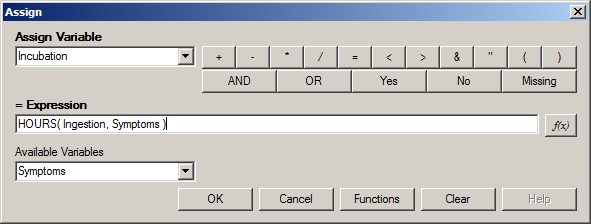 Assign
Assign Variable
Incubation
+ - * / = < > & " ( )
AND OR Yes No Missing
= Expression
HOURS( Ingestion, Symptoms )
f(x)
Available Variables
Symptoms
OK Cancel Functions Clear Help